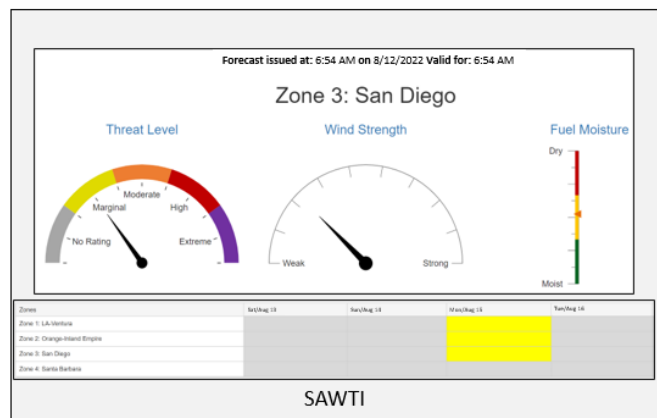 Forecast issued at: 6:54 AM on 8/12/2022 Valid for: 6:54 AM
Zone 3: San Diego
Threat Level
Wind Strength
Fuel Moisture
Dry
Moderate
Marginal
High
No Rating
Extreme
Weak
Strong
Moist
Zones Sat/Aug 13 Sun/Aug 14 Mon/Aug 15 Tue/Aug 16
Zone 1: LA-Ventura
Zone 2: Orange-Inland Empire
Zone 3: San Diego
Zone 4: Santa Barbara
SAWTI